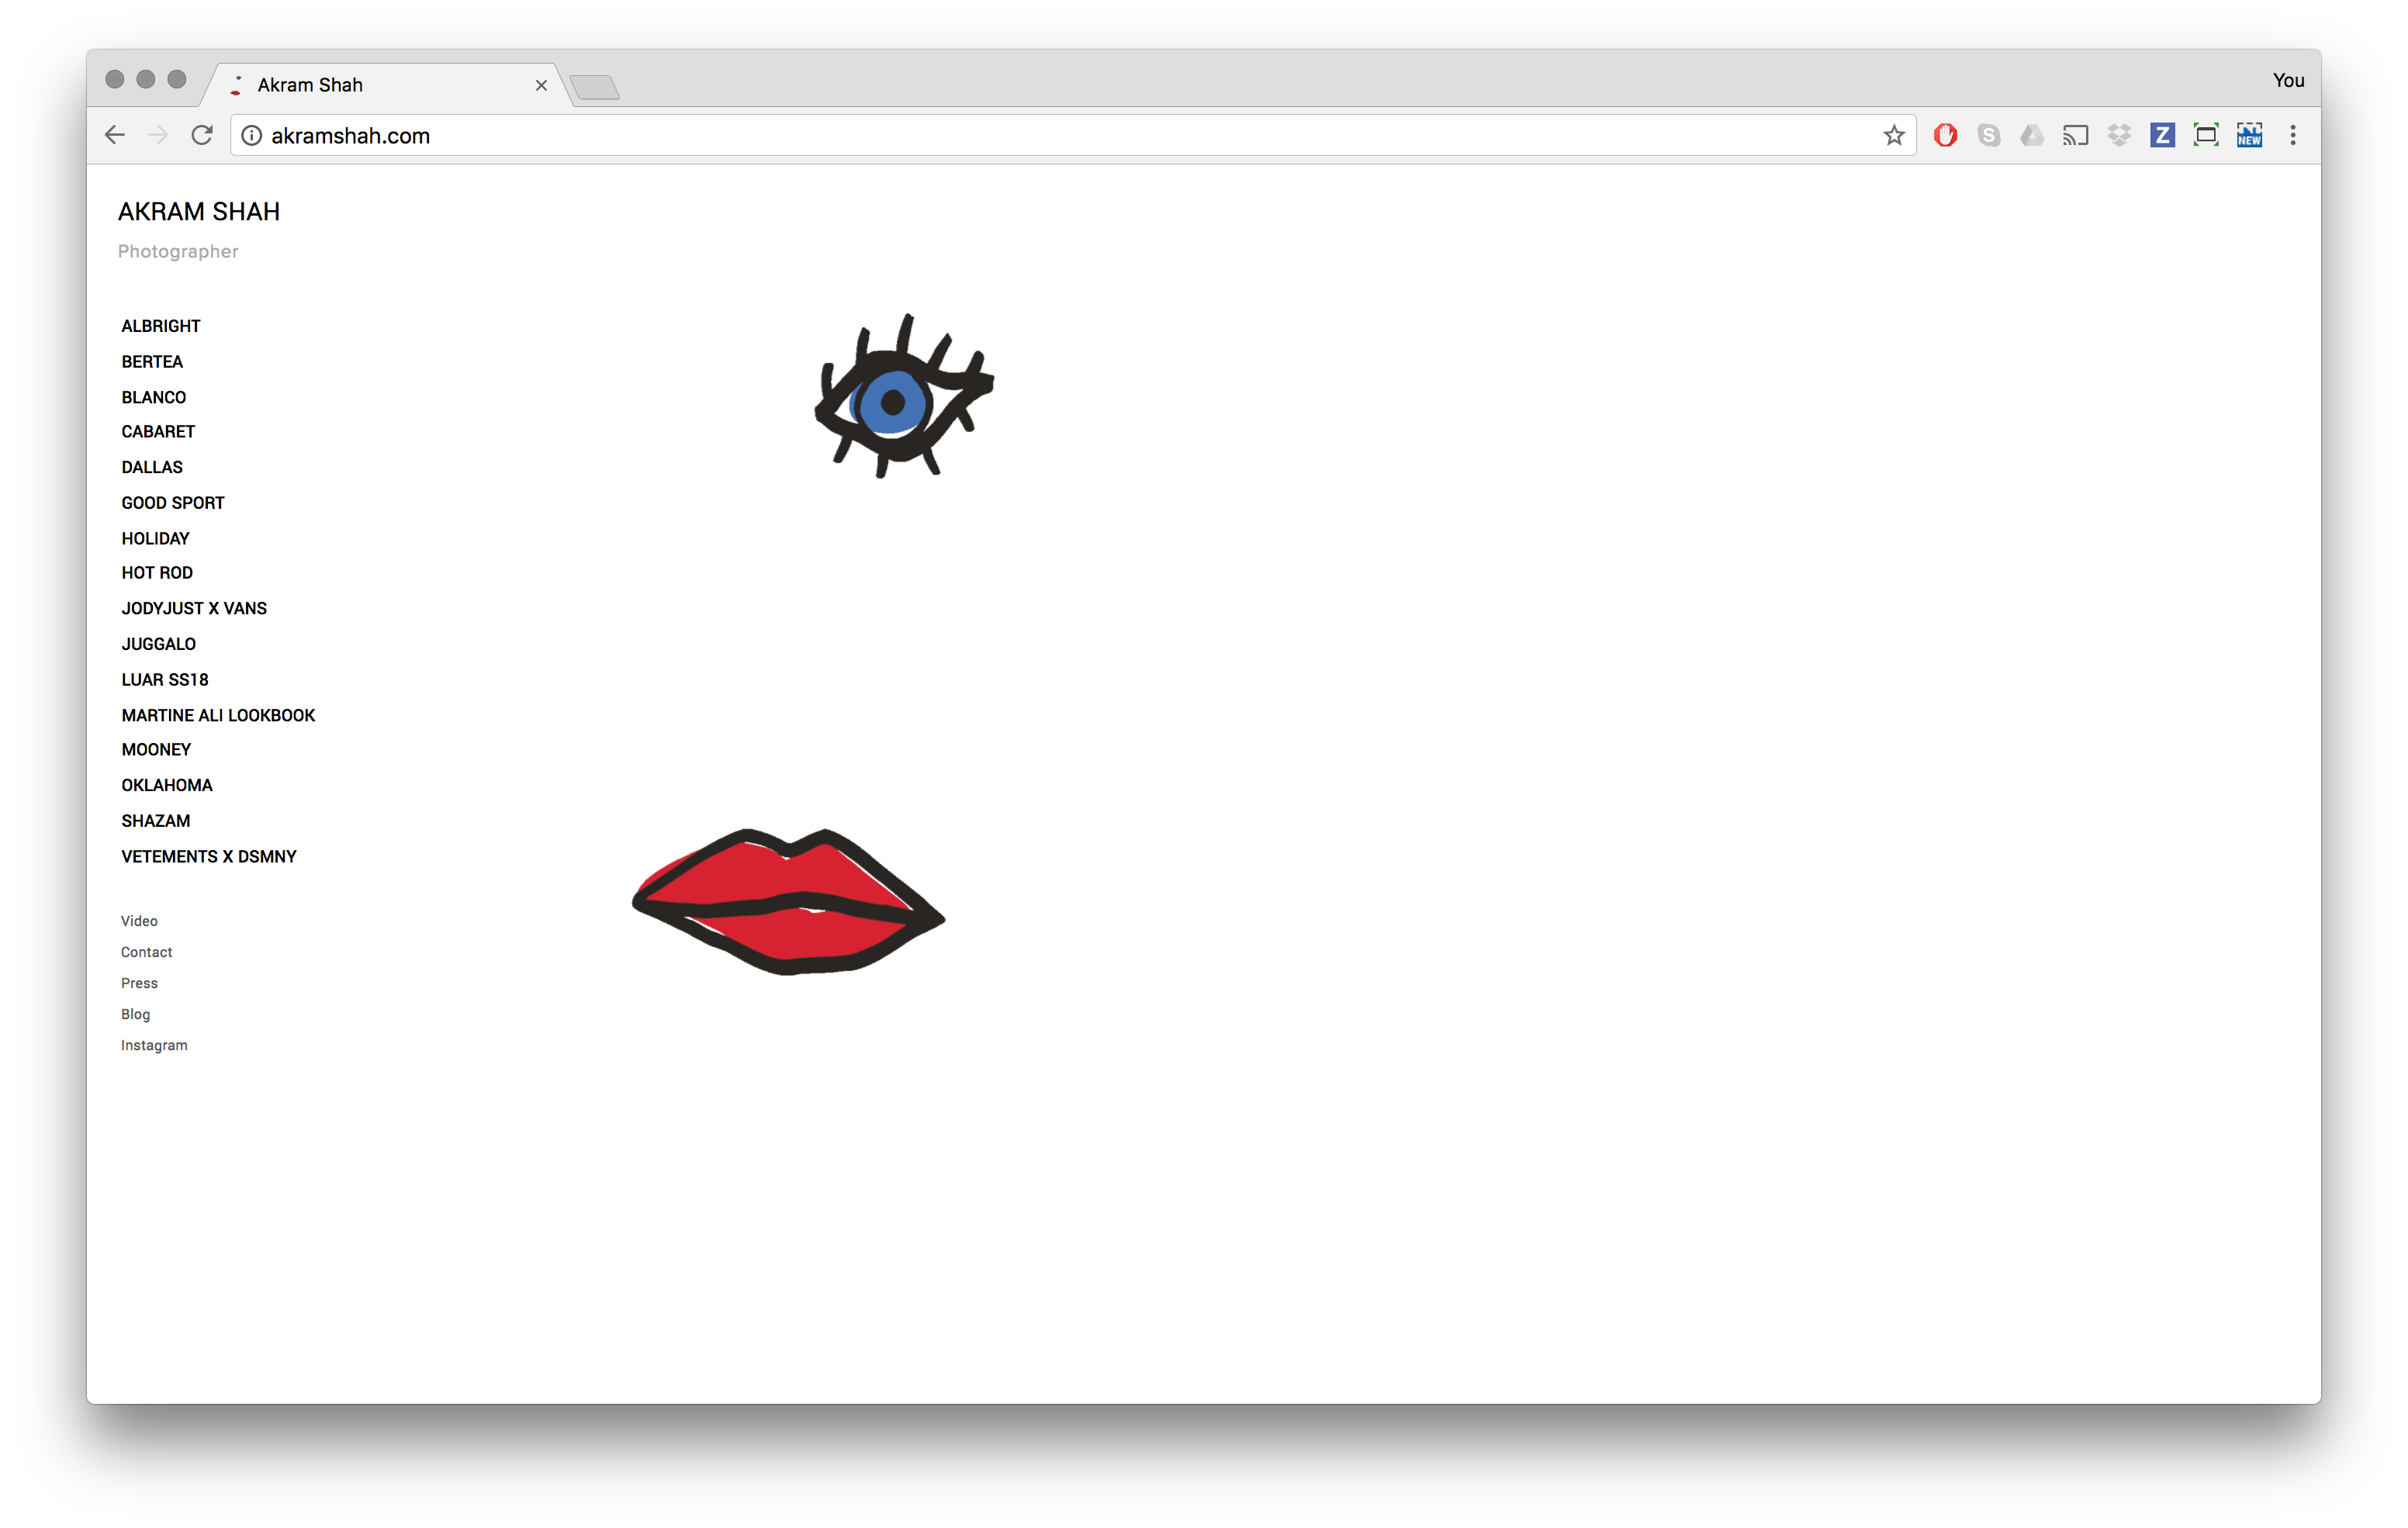 Akram Shah
You
akramshah.com
Z
NEW
AKRAM SHAH
Photographer
ALBRIGHT
BERTEA
BLANCO
CABARET
DALLAS
GOOD SPORT
HOLIDAY
HOT ROD
JODYJUST X VANS
JUGGALO
LUAR SS18
MARTINE ALI LOOKBOOK
MOONEY
OKLAHOMA
SHAZAM
VETEMENTS X DSMNY
Video
Contact
Press
Blog
Instagram